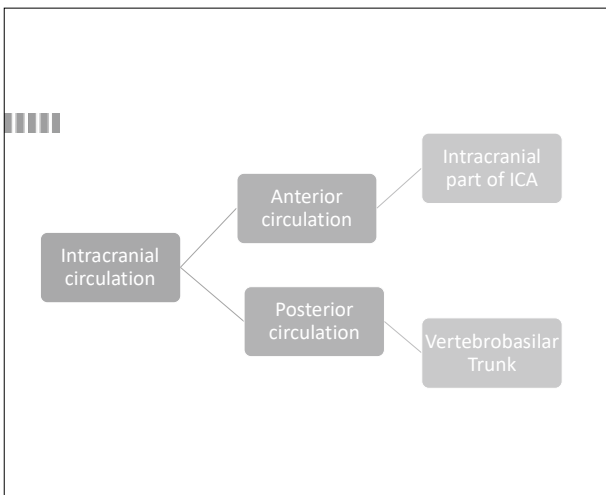 Intracranial
circulation
Anterior
circulation
Intracranial
part of ICA
Posterior
circulation
Vertebrobasilar
Trunk